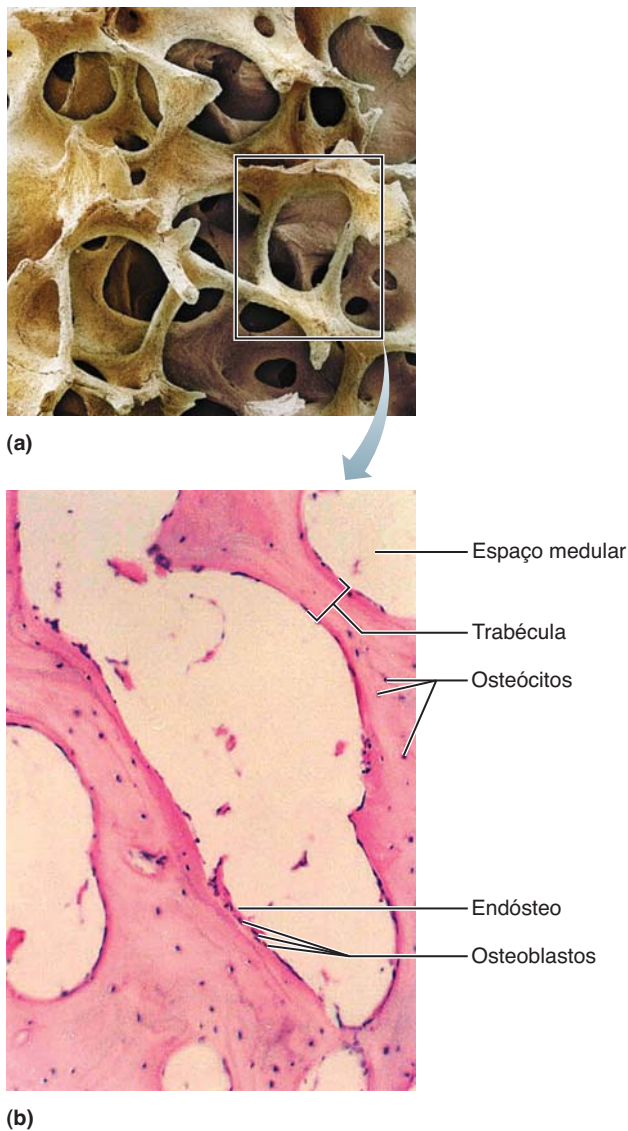 (a)
Espaço medular
Trabécula
Osteócitos
Endósteo
Osteoblastos
(b)